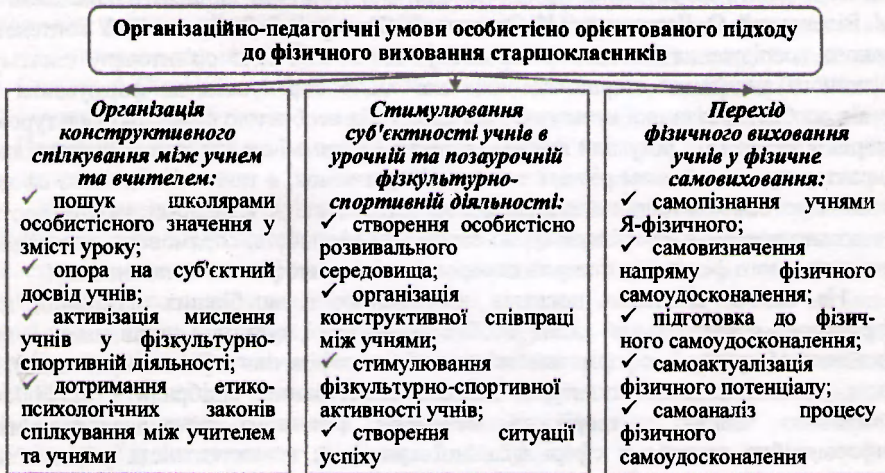 Організаційно-педагогічні умови особистісно орієнтованого підходу
до фізичного виховання старшокласників
Організація
конструктивного
спілкування між учнем
та вчителем:
✓ пошук школярами
особистісного значення у
змісті уроку;
✓ опора на суб'єктний
досвід учнів;
✓ активізація мислення
учнів у фізкультурно-
спортивній діяльності;
✓ дотримання етико-
психологічних законів
спілкування між учителем
та учнями
Стимулювання
суб'єктності учнів в
урочній та позаурочній
фізкультурно-
спортивній діяльності:
✓ створення особистісно
розвивального
середовища;
✓ організація
конструктивної співпраці
між учнями;
✓ стимулювання
фізкультурно-спортивної
активності учнів;
✓ створення ситуації
успіху
Перехід
фізичного виховання
учнів у фізичне
самовиховання:
✓ самопізнання учнями
Я-фізичного;
✓ самовизначення
напряму фізичного
самоудосконалення;
✓ підготовка до фізич-
ного самоудосконалення;
✓ самоактуалізація
фізичного потенціалу;
✓ самоаналіз процесу
фізичного
самоудосконалення